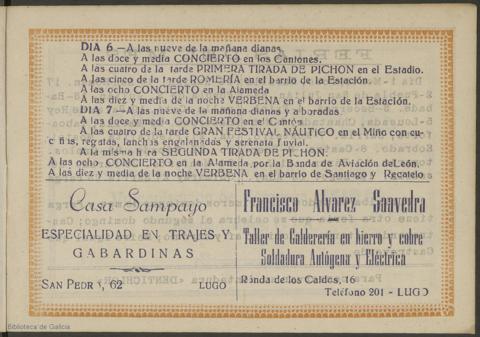 DIA 6 — A las nueve de la mañana dianas.
A las doce y media CONCIERTO en los Cantones.
A las cuatro de la tarde PRIMERA TIRADA DE PICHON en el Estadio.
A las cinco de la tarde ROMERÍA en el barrio de la Estación.
A las ocho CONCIERTO en la Alameda
A las diez y media de la noche VERBENA en el barrio de la Estación.
DIA 7 — A las nueve de la mañana dianas y alboradas.
A las doce y media CONCIERTO en el Cantón.
A las cuatro de la tarde GRAN FESTIVAL NÁUTICO en el Miño con cu-
cañas, regatas, lanchas engalanadas y serenata fluvial.
A la misma hora SEGUNDA TIRADA DE PICHON.
A las ocho CONCIERTO en la Alameda por la Banda de Aviación de León.
A las diez y media de la noche VERBENA en el barrio de Santiago y Recatelo
Casa Sampayo
ESPECIALIDAD EN TRAJES Y
GABARDINAS
SAN PEDRO, 62 LUGO
Francisco Alvarez Saavedra
Taller de Calderería en hierro y cobre
Soldadura Autógena y Eléctrica
Ronda de los Caídos, 16
Teléfono 201 - LUGO
Biblioteca de Galicia